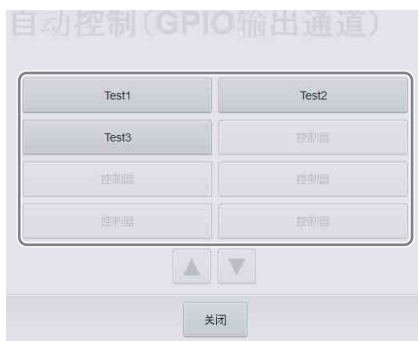 自动控制(GPIO输出通道)
Test1 Test2
Test3 控制器
控制器 控制器
控制器 控制器
关闭